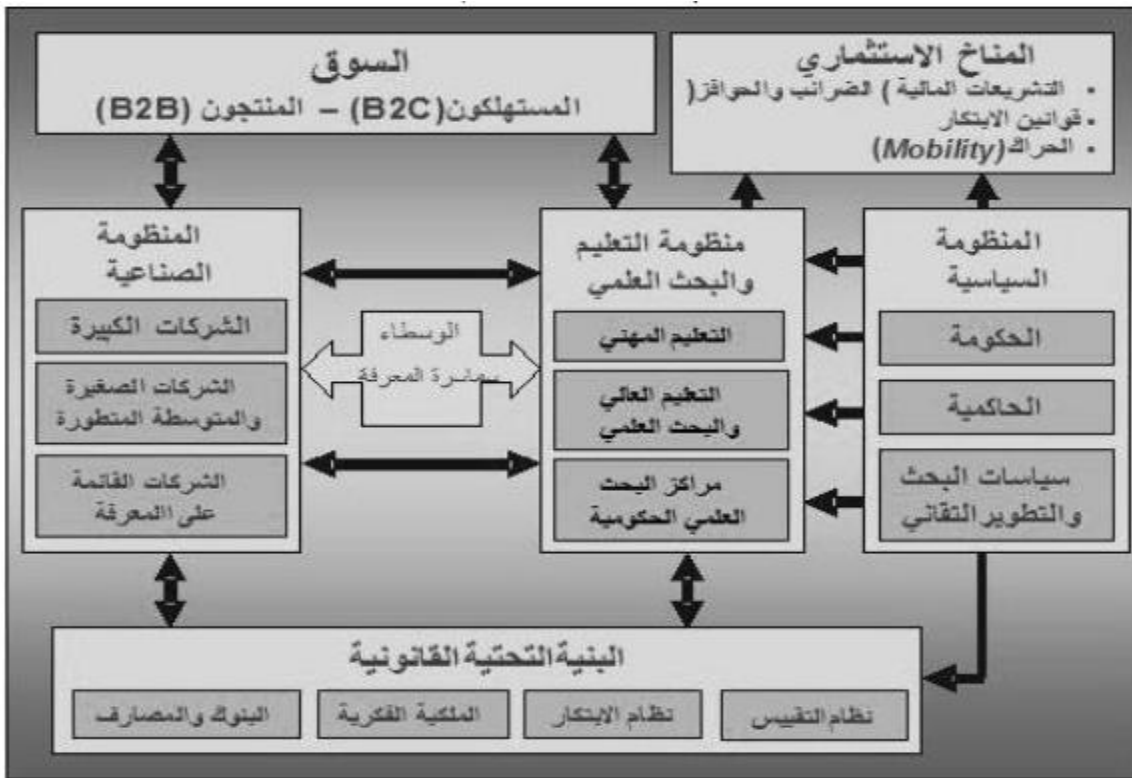 السوق
المستهلكون(B2C) – المنتجون (B2B)
المناخ الاستثماري
• التشريعات المالية ) الضرائب والحوافز(
• قوانين الابتكار
• الحراك(Mobility)
المنظومة
السياسية
الحكومة
الحاكمية
سياسات البحث
والتطوير التقاني
منظومة التعليم
والبحث العلمي
التعليم المهني
التعليم العالي
والبحث العلمي
مراكز البحث
العلمي الحكومية
الوسطاء
سماسرة المعرفة
المنظومة
الصناعية
الشركات الكبيرة
الشركات الصغيرة
والمتوسطة المتطورة
الشركات القائمة
على االمعرفة
البنية التحتية القانونية
نظام التقييس
نظام الابتكار
الملكية الفكرية
البنوك والمصارف